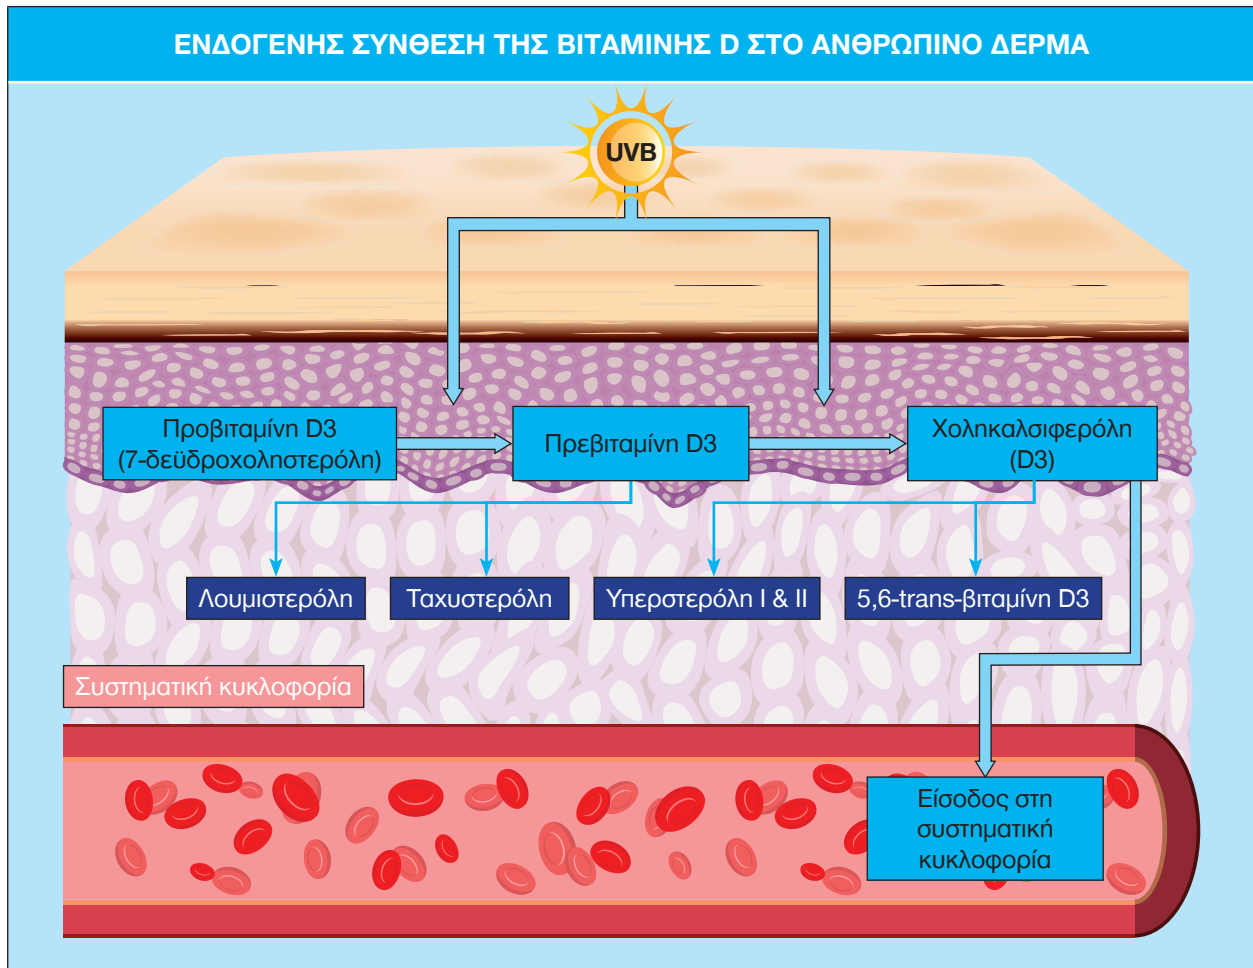 ΕΝΔΟΓΕΝΗΣ ΣΥΝΘΕΣΗ ΤΗΣ ΒΙΤΑΜΙΝΗΣ D ΣΤΟ ΑΝΘΡΩΠΙΝΟ ΔΕΡΜΑ
UVB
Προβιταμίνη D3
(7-δεϋδροχοληστερόλη)
Πρεβιταμίνη D3
Χοληκαλσιφερόλη
(D3)
Λουμιστερόλη
Ταχυστερόλη
Υπερστερόλη I & II
5,6-trans-βιταμίνη D3
Συστηματική κυκλοφορία
Είσοδος στη
συστηματική
κυκλοφορία